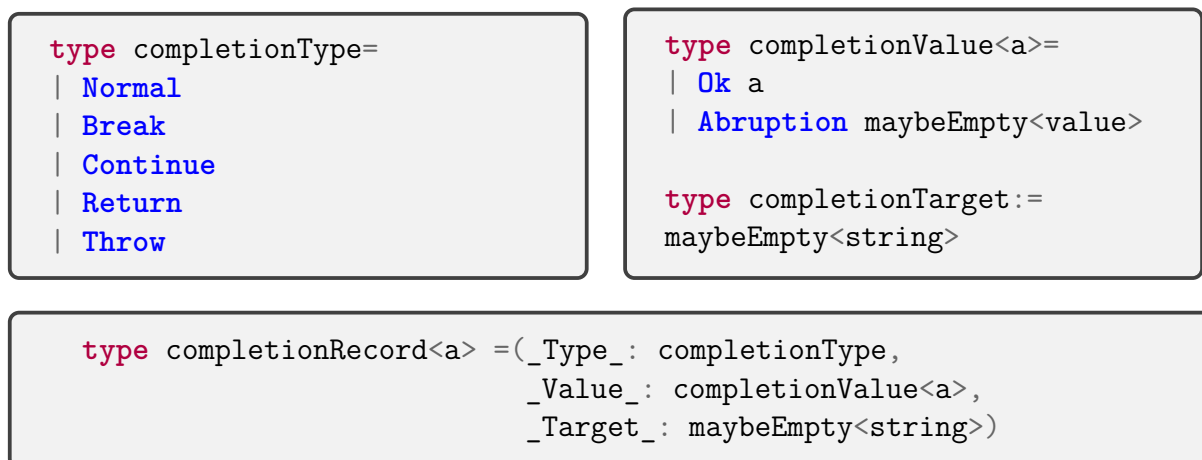 type completionType=
| Normal
| Break
| Continue
| Return
| Throw
type completionValue<a>=
| Ok a
| Abruption maybeEmpty<value>
type completionTarget:=
maybeEmpty<string>
type completionRecord<a> =(_Type_: completionType,
_Value_: completionValue<a>,
_Target_: maybeEmpty<string>)